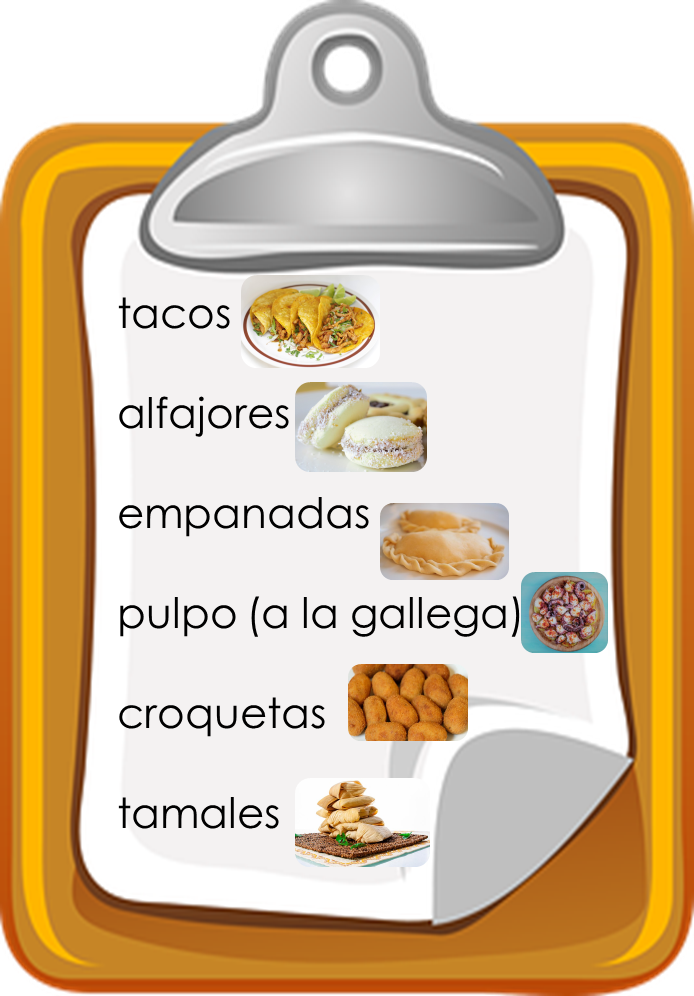 tacos
alfajores
empanadas
pulpo (a la gallega)
croquetas
tamales